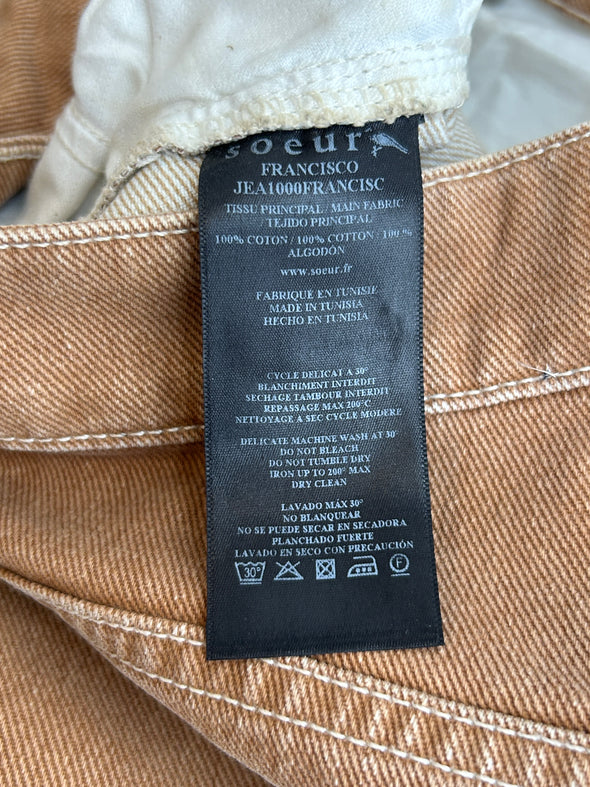 soeur
FRANCISCO
JEA1000FRANCISC
TISSU PRINCIPAL / MAIN FABRIC
TEJIDO PRINCIPAL
100% COTON / 100% COTTON / 100 %
ALGODÓN
www.soeur.fr
FABRIQUÉ EN TUNISIE
MADE IN TUNISIA
HECHO EN TUNISIA
CYCLE DELICAT A 30°
BLANCHIMENT INTERDIT
SECHAGE TAMBOUR INTERDIT
REPASSAGE MAX 200°C
NETTOYAGE A SEC CYCLE MODERE
DELICATE MACHINE WASH AT 30°
DO NOT BLEACH
DO NOT TUMBLE DRY
IRON UP TO 200° MAX
DRY CLEAN
LAVADO MÁX 30°
NO BLANQUEAR
NO SE PUEDE SECAR EN SECADORA
PLANCHADO FUERTE
LAVADO EN SECO CON PRECAUCIÓN
30° F